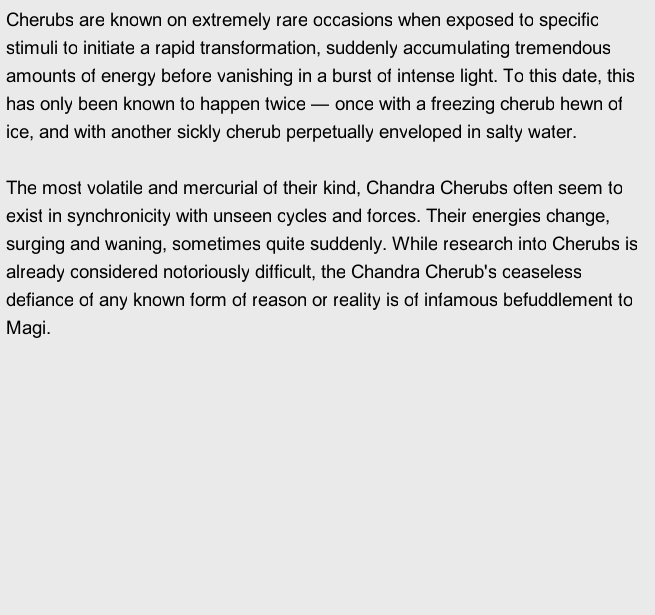 Cherubs are known on extremely rare occasions when exposed to specific
stimuli to initiate a rapid transformation, suddenly accumulating tremendous
amounts of energy before vanishing in a burst of intense light. To this date, this
has only been known to happen twice — once with a freezing cherub hewn of
ice, and with another sickly cherub perpetually enveloped in salty water.
The most volatile and mercurial of their kind, Chandra Cherubs often seem to
exist in synchronicity with unseen cycles and forces. Their energies change,
surging and waning, sometimes quite suddenly. While research into Cherubs is
already considered notoriously difficult, the Chandra Cherub's ceaseless
defiance of any known form of reason or reality is of infamous befuddlement to
Magi.